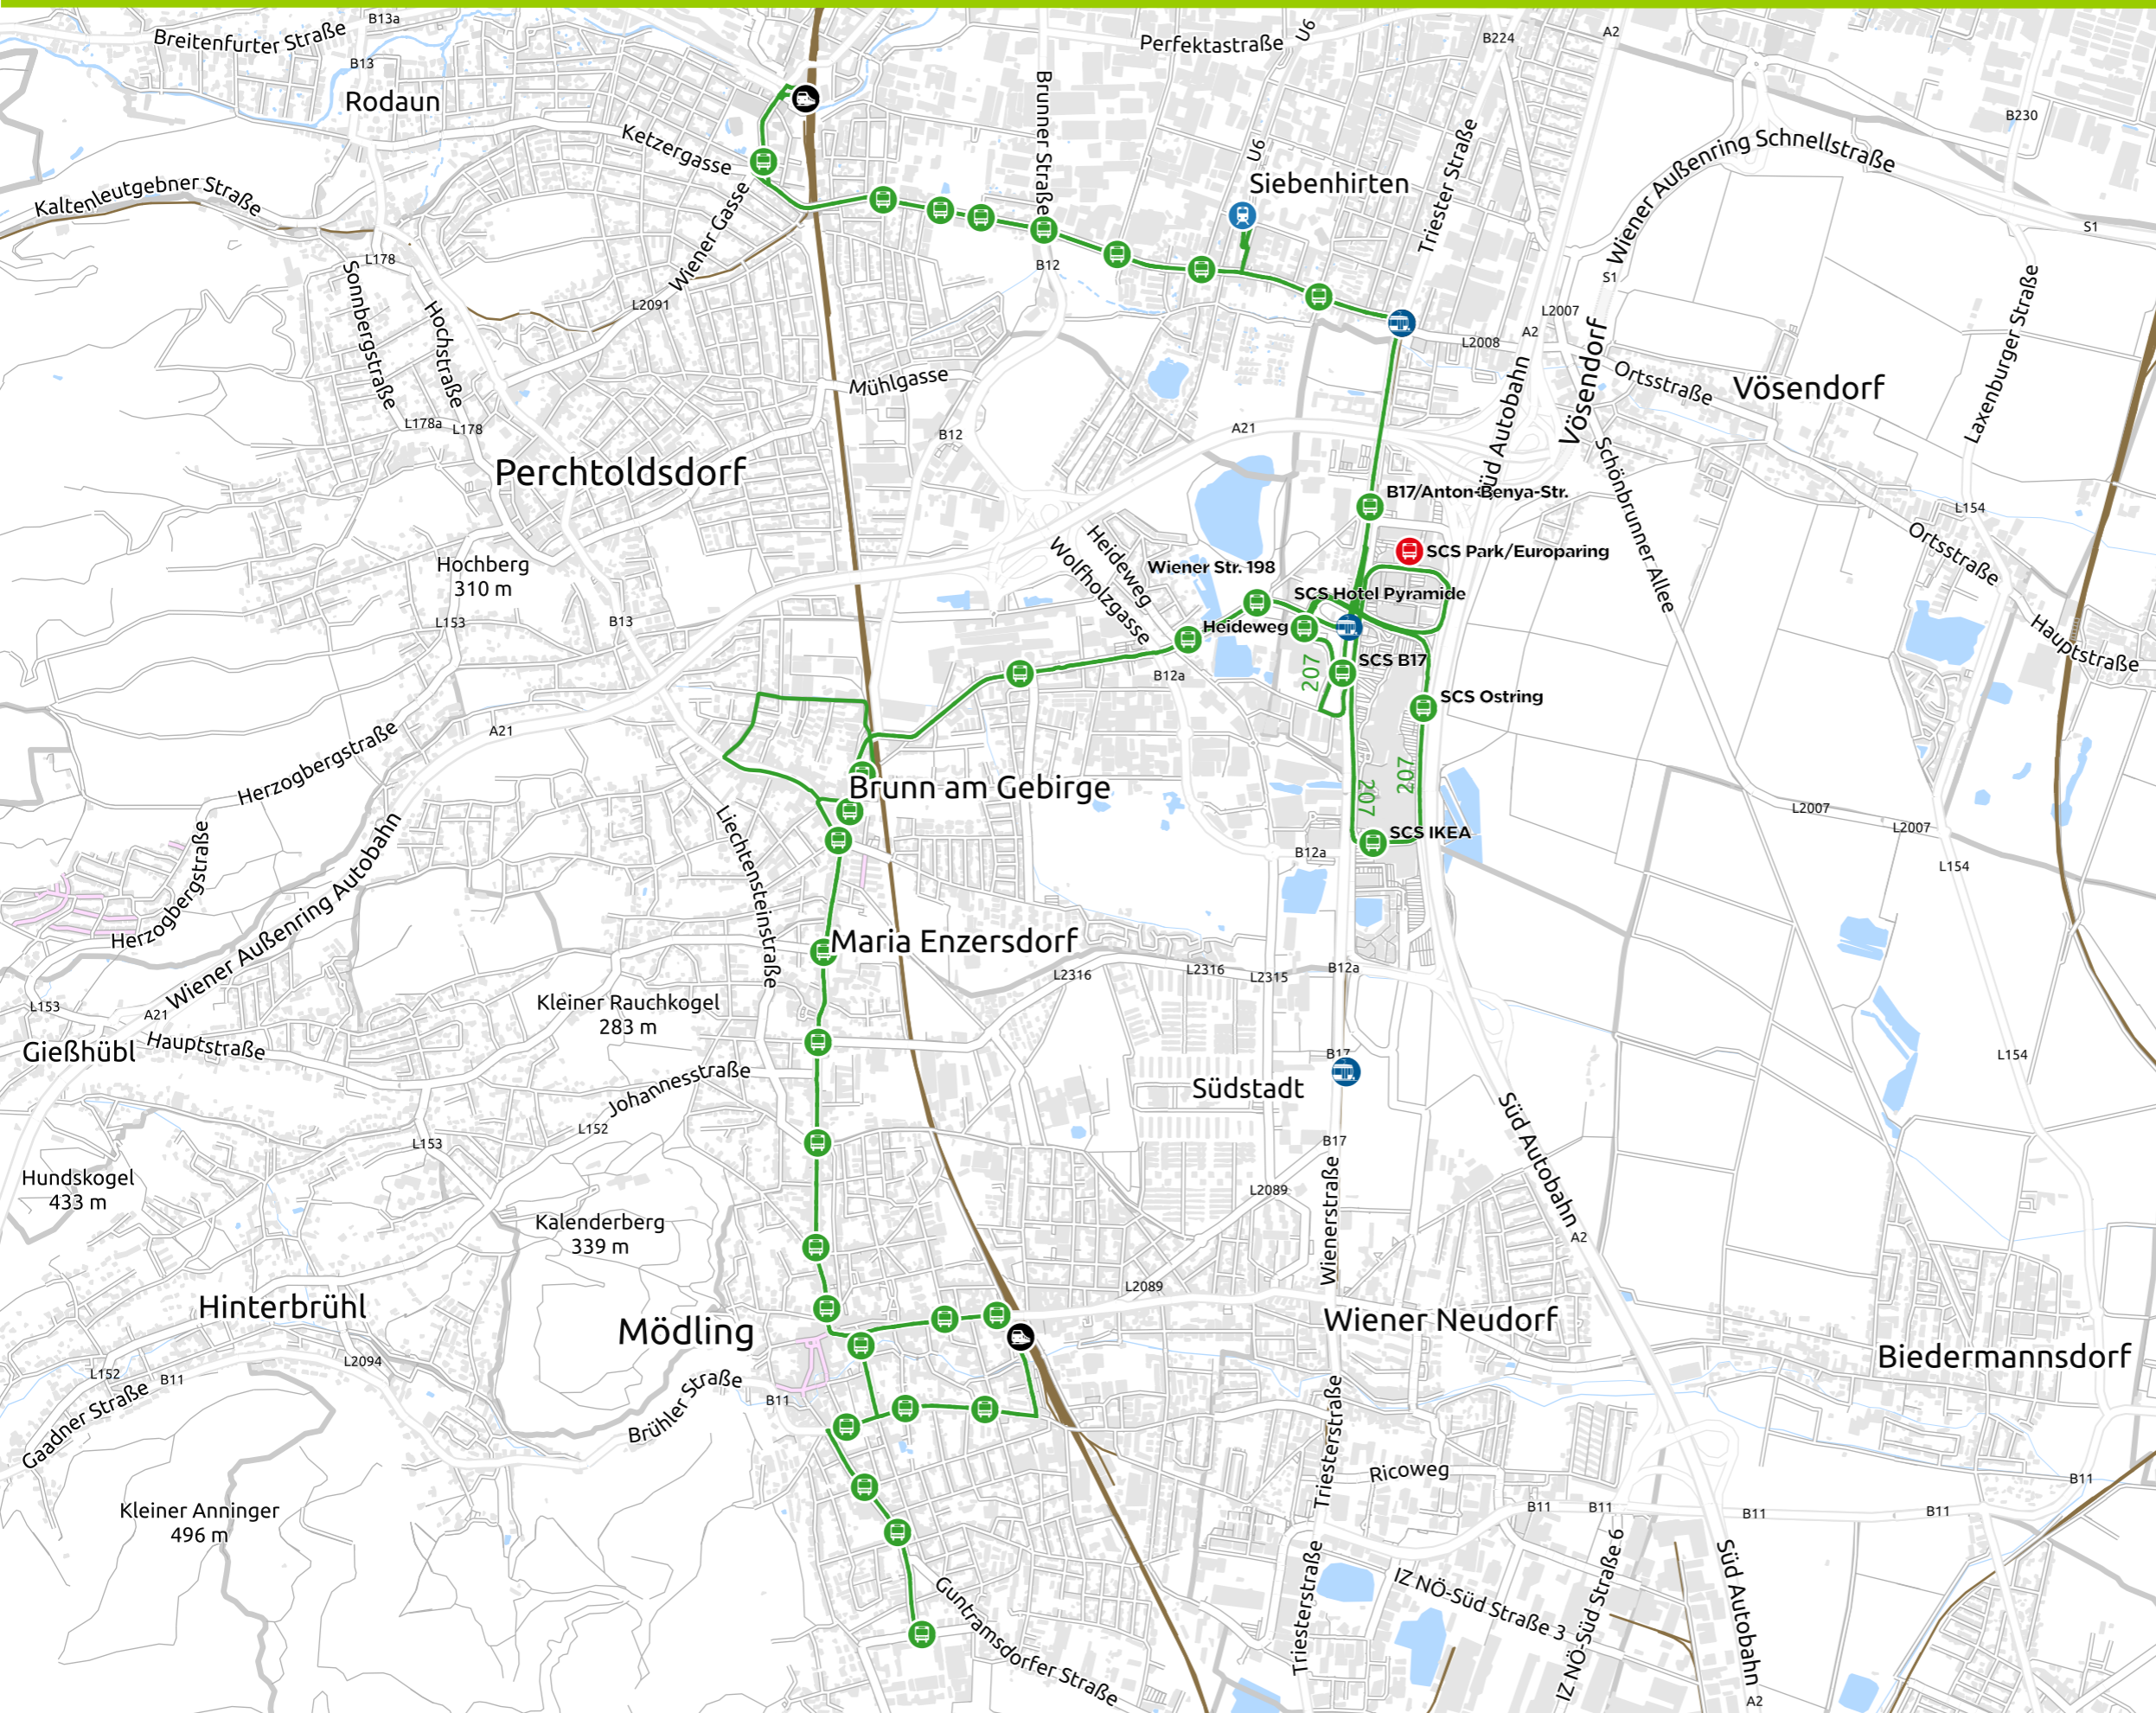 B13a
Breitenfurter Straße
B13
Rodaun
Ketzergasse
Kaltenleutgebner Straße
Wiener Gasse
Brunner Straße
Perfektastraße
U6
B224
A2
B230
U6
Siebenhirten
Triester Straße
Wiener Außenring Schnellstraße
S1
S1
L178
Sonnbergstraße
Hochstraße
L2091
B12
L2007
A2
L2008
Vösendorf
Ortsstraße
Vösendorf
Laxenburger Straße
Mühlgasse
L178a
L178
B12
A21
Süd Autobahn
Schönbrunner Allee
Perchtoldsdorf
B17/Anton-Benya-Str.
L154
Ortsstraße
Hochberg
310 m
Heideweg
Wolfholzgasse
Wiener Str. 198
SCS Park/Europaring
SCS Hotel Pyramide
L153
B13
Heideweg
Hauptstraße
B12a
207
SCS B17
SCS Ostring
A21
Herzogbergstraße
Brunn am Gebirge
207
207
L2007
L2007
SCS IKEA
Liechtensteinstraße
B12a
L154
Herzogbergstraße
Wiener Außenring Autobahn
Maria Enzersdorf
L2316
L2316
L2315
B12a
L153
A21
Kleiner Rauchkogel
283 m
Gießhübl
Hauptstraße
Johannesstraße
B17
L154
Südstadt
L152
L153
B17
Süd Autobahn
Hundskogel
433 m
L2089
Wienerstraße
Kalenderberg
339 m
A2
L2089
Hinterbrühl
Mödling
Wiener Neudorf
Biedermannsdorf
L2094
L152
B11
Gaadner Straße
Brühler Straße
B11
Triesterstraße
Ricoweg
B11
B11
B11
B11
B11
Kleiner Anninger
496 m
Guntramsdorfer Straße
Triesterstraße
IZ NÖ-Süd Straße 3
IZ NÖ-Süd Straße 6
Süd Autobahn
A2